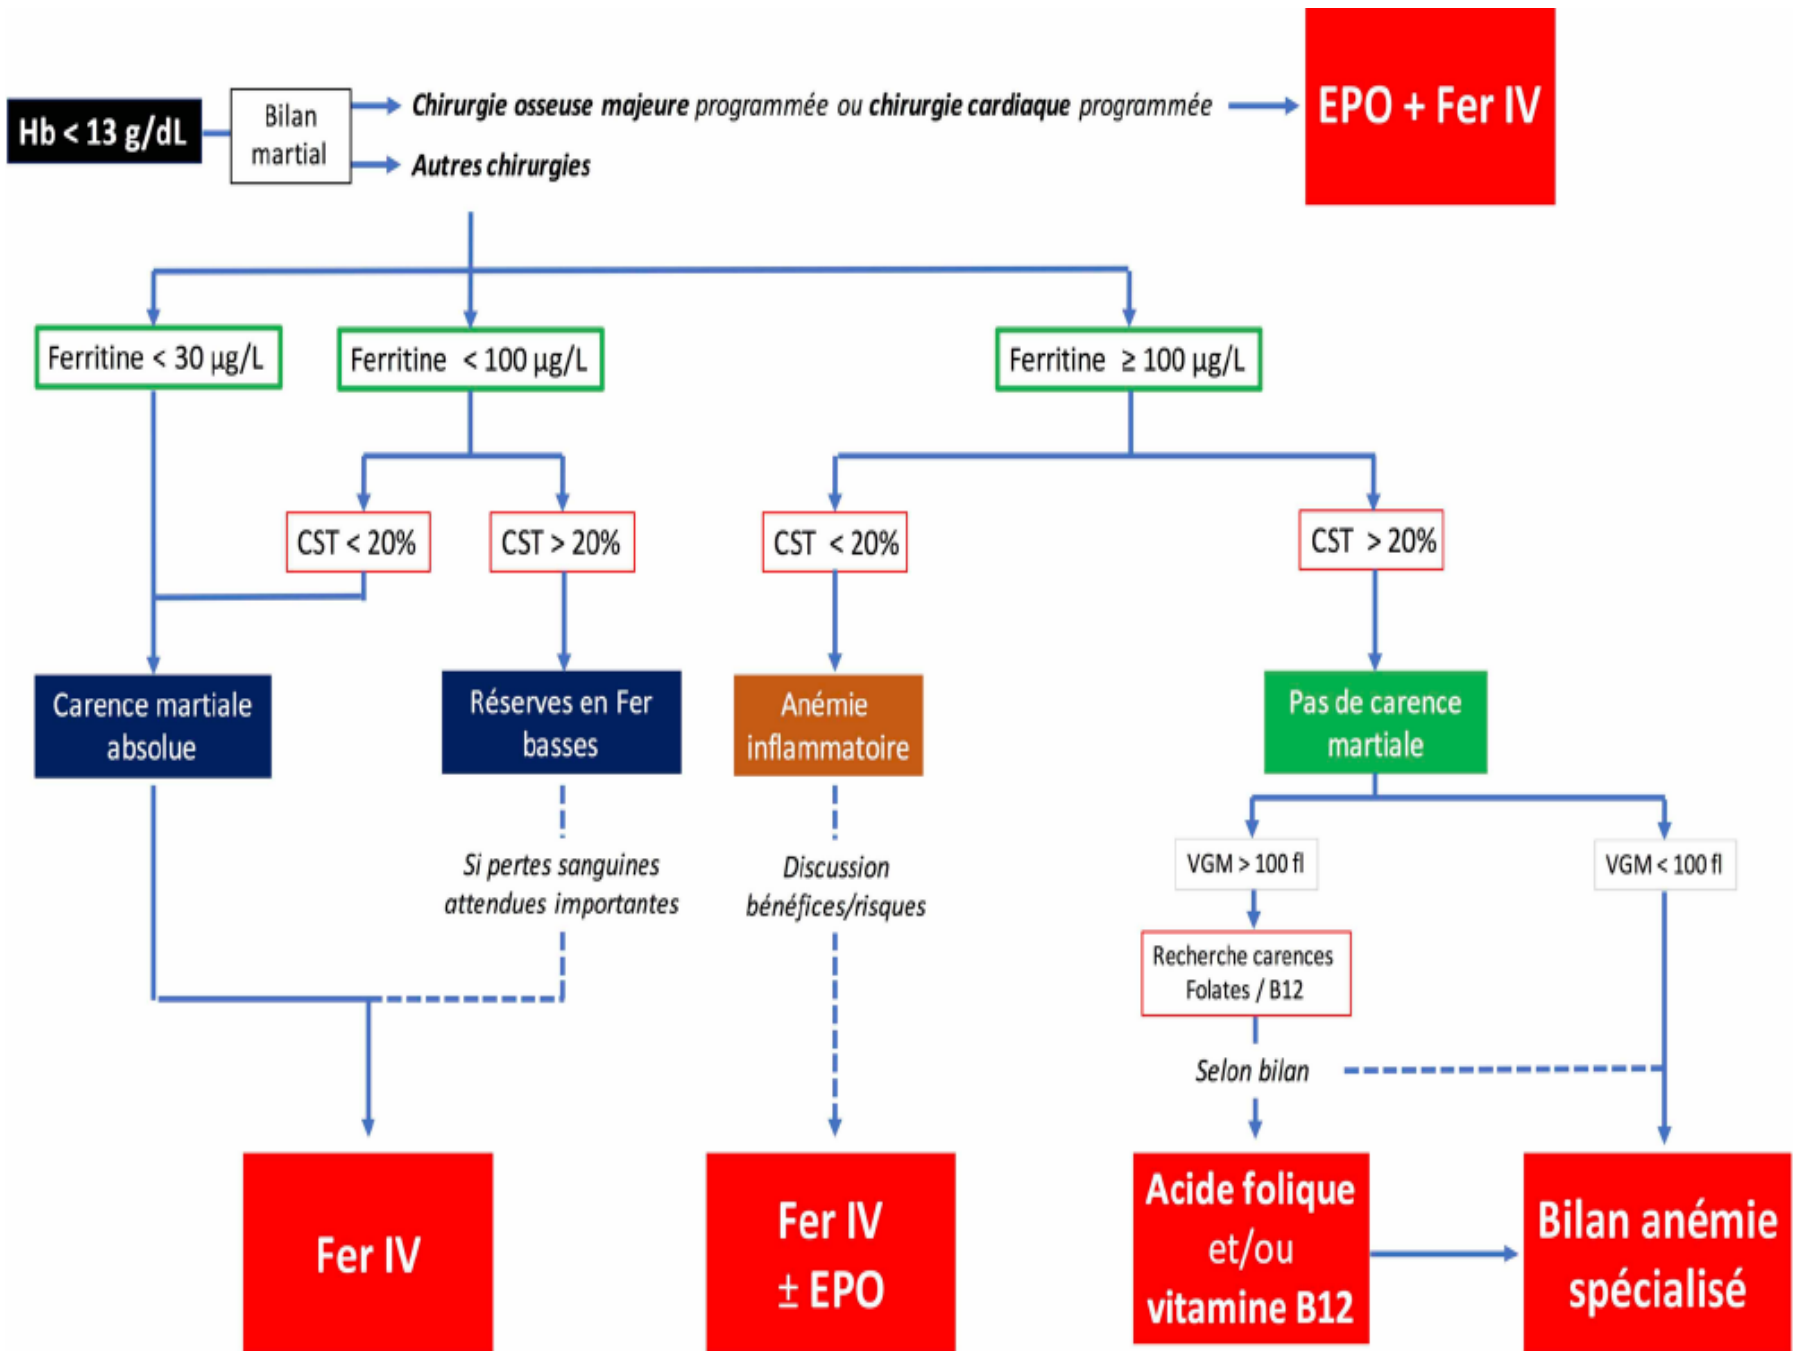 Hb < 13 g/dL
Bilan
martial
Chirurgie osseuse majeure programmée ou chirurgie cardiaque programmée
Autres chirurgies
EPO + Fer IV
Ferritine < 30 µg/L
Ferritine < 100 µg/L
Ferritine ≥ 100 µg/L
CST < 20%
CST > 20%
CST < 20%
CST > 20%
Carence martiale
absolue
Réserves en Fer
basses
Anémie
inflammatoire
Pas de carence
martiale
Si pertes sanguines
attendues importantes
Discussion
bénéfices/risques
VGM > 100 fl
VGM < 100 fl
Recherche carences
Folates / B12
Selon bilan
Fer IV
Fer IV
± EPO
Acide folique
et/ou
vitamine B12
Bilan anémie
spécialisé